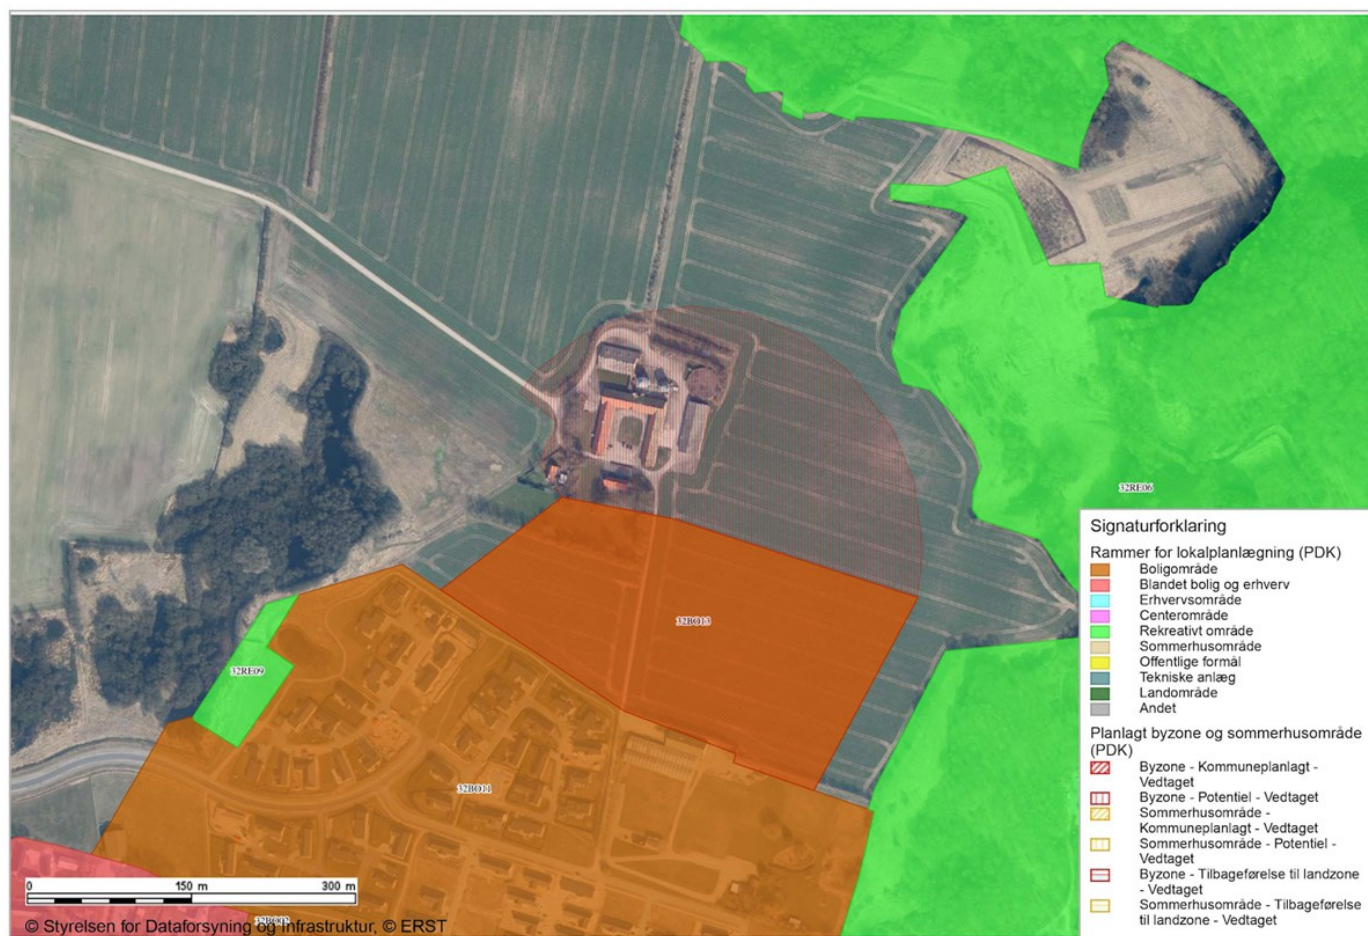 32RE06
Signaturforklaring
Rammer for lokalplanlægning (PDK)
Boligområde
Blandet bolig og erhverv
Erhvervsområde
Centerområde
Rekreativt område
Sommerhusområde
Offentlige formål
Tekniske anlæg
Landområde
Andet
Planlagt byzone og sommerhusområde
(PDK)
Byzone - Kommuneplanlagt -
Vedtaget
Byzone - Potentiel - Vedtaget
Sommerhusområde -
Kommuneplanlagt - Vedtaget
Sommerhusområde - Potentiel -
Vedtaget
Byzone - Tilbageførelse til landzone
- Vedtaget
Sommerhusområde - Tilbageførelse
til landzone - Vedtaget
32BO13
32RE09
32BO11
0 150 m 300 m
© Styrelsen for Dataforsyning og Infrastruktur, © ERST